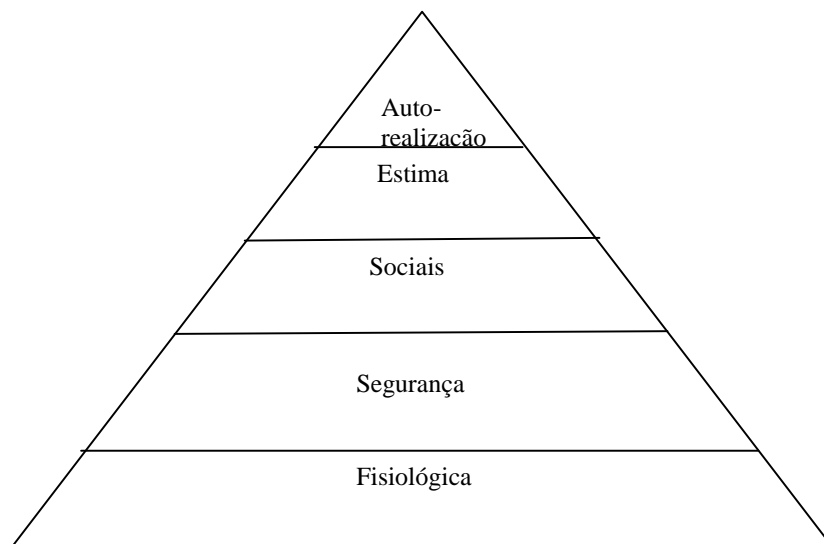 Auto-
realização
Estima
Sociais
Segurança
Fisiológica